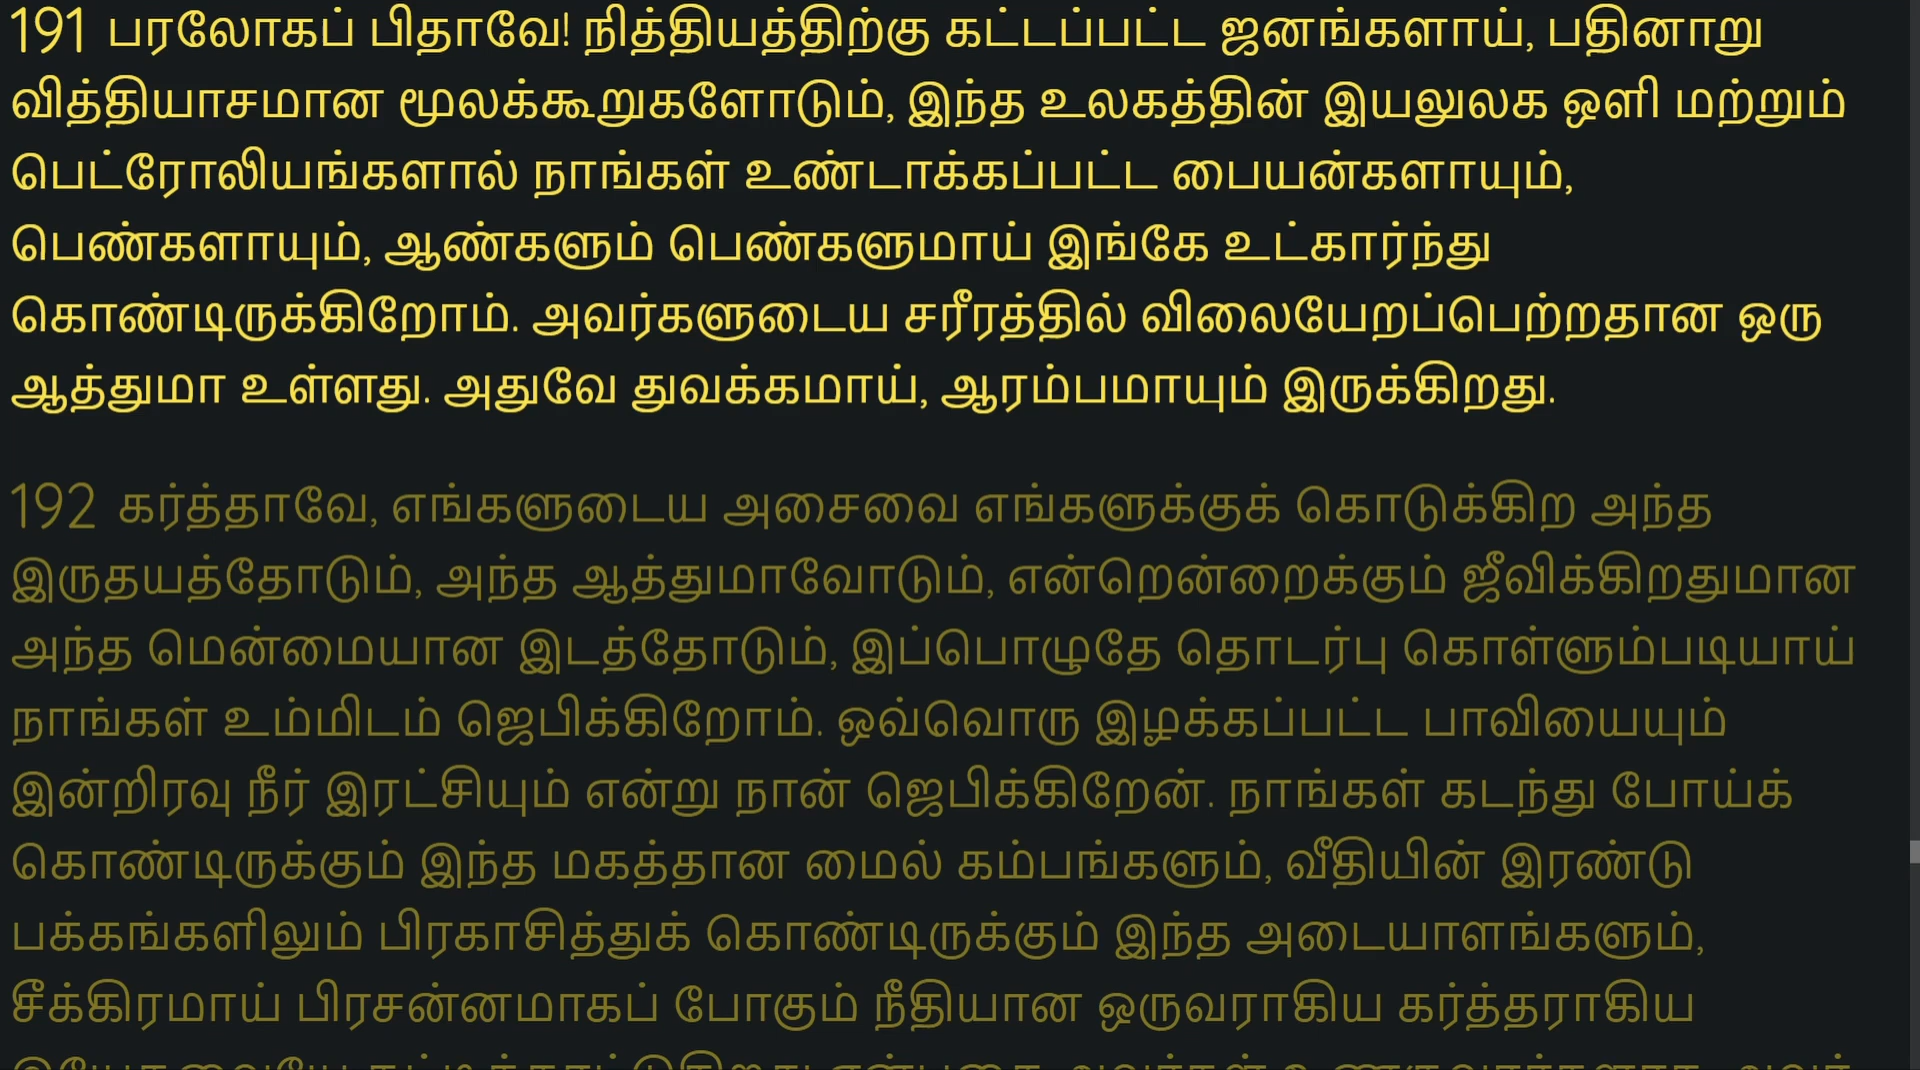 191 பரலோகப் பிதாவே! நித்தியத்திற்கு கட்டப்பட்ட ஜனங்களாய், பதினாறு
வித்தியாசமான மூலக்கூறுகளோடும், இந்த உலகத்தின் இயலுலக ஒளி மற்றும்
பெட்ரோலியங்களால் நாங்கள் உண்டாக்கப்பட்ட பையன்களாயும்,
பெண்களாயும், ஆண்களும் பெண்களுமாய் இங்கே உட்கார்ந்து
கொண்டிருக்கிறோம். அவர்களுடைய சரீரத்தில் விலையேறப்பெற்றதான ஒரு
ஆத்துமா உள்ளது. அதுவே துவக்கமாய், ஆரம்பமாயும் இருக்கிறது.
192 கர்த்தாவே, எங்களுடைய அசைவை எங்களுக்குக் கொடுக்கிற அந்த
இருதயத்தோடும், அந்த ஆத்துமாவோடும், என்றென்றைக்கும் ஜீவிக்கிறதுமான
அந்த மென்மையான இடத்தோடும், இப்பொழுதே தொடர்பு கொள்ளும்படியாய்
நாங்கள் உம்மிடம் ஜெபிக்கிறோம். ஒவ்வொரு இழக்கப்பட்ட பாவியையும்
இன்றிரவு நீர் இரட்சியும் என்று நான் ஜெபிக்கிறேன். நாங்கள் கடந்து போய்க்
கொண்டிருக்கும் இந்த மகத்தான மைல் கம்பங்களும், வீதியின் இரண்டு
பக்கங்களிலும் பிரகாசித்துக் கொண்டிருக்கும் இந்த அடையாளங்களும்,
சீக்கிரமாய் பிரசன்னமாகப் போகும் நீதியான ஒருவராகிய கர்த்தராகிய